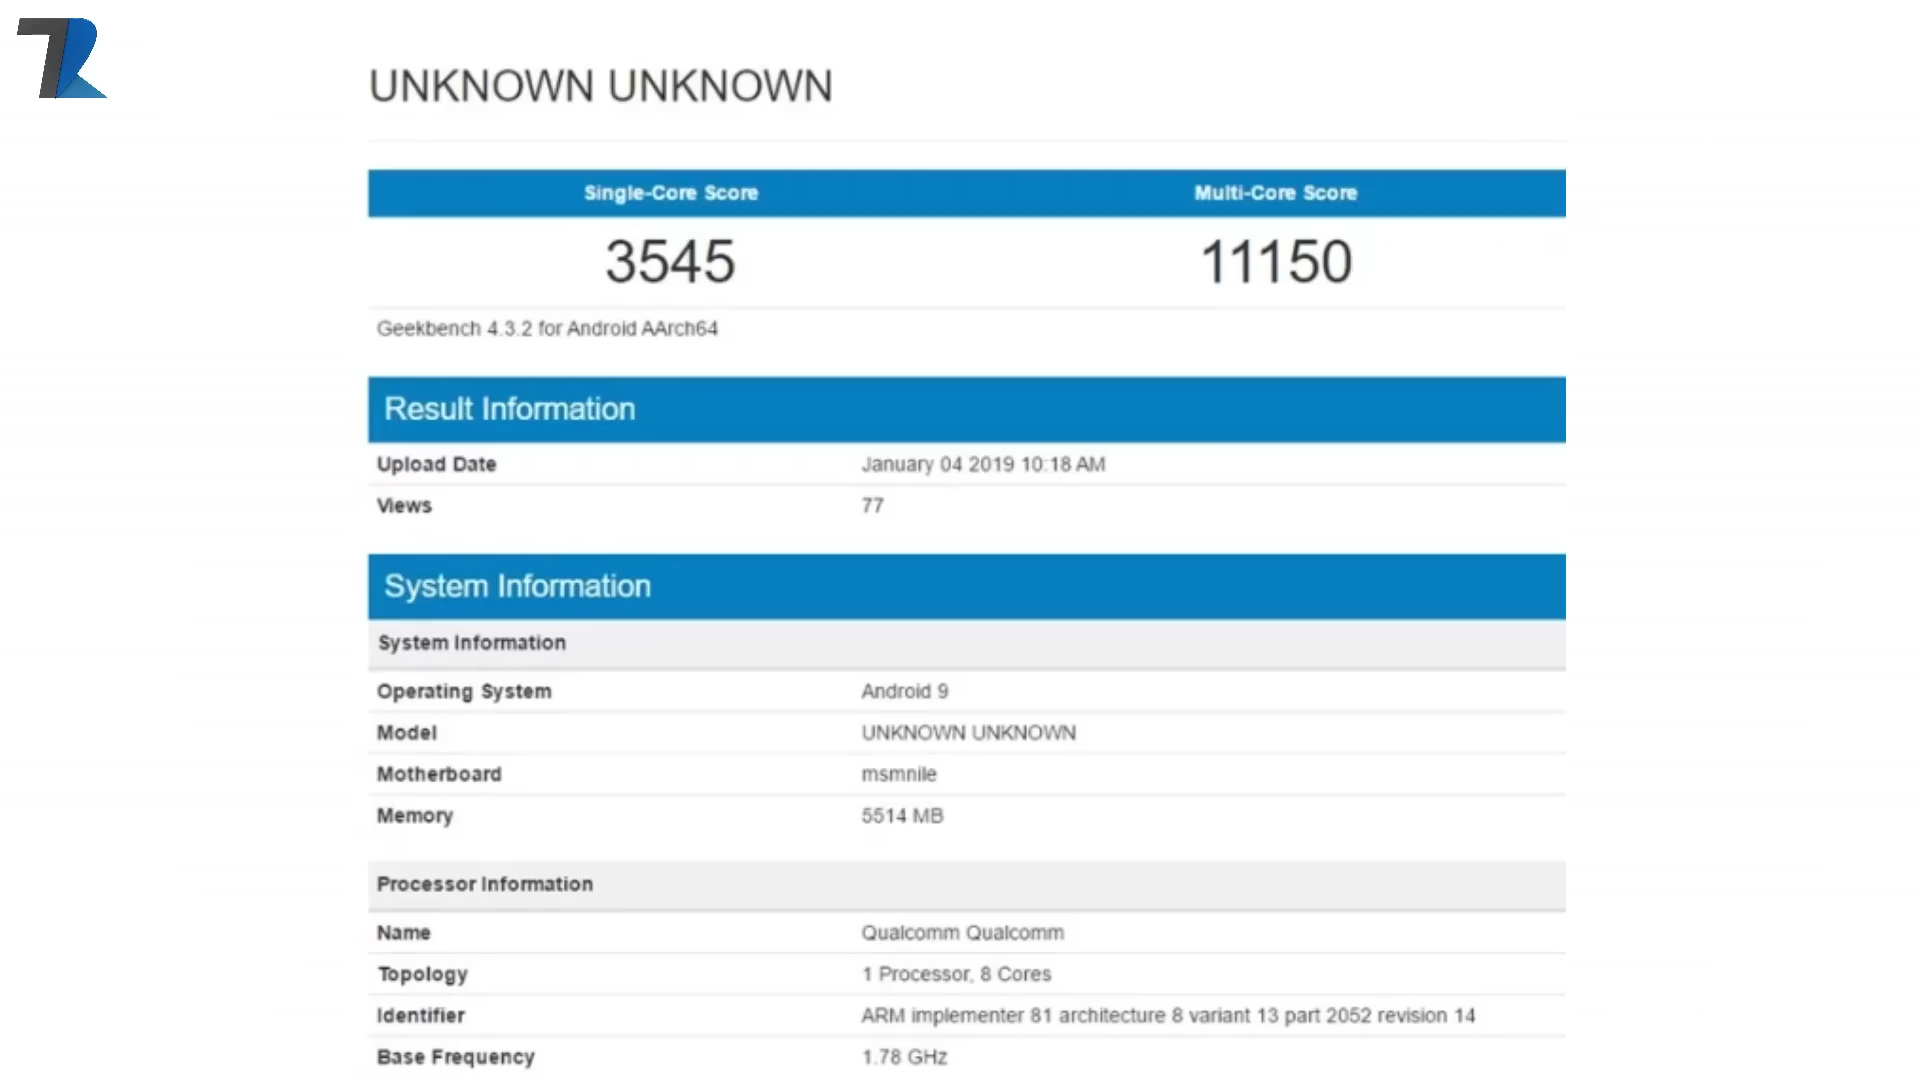 7R
UNKNOWN UNKNOWN
Single-Core Score Multi-Core Score
3545 11150
Geekbench 4.3.2 for Android AArch64
Result Information
Upload Date January 04 2019 10:18 AM
Views 77
System Information
System Information
Operating System Android 9
Model UNKNOWN UNKNOWN
Motherboard msmnile
Memory 5514 MB
Processor Information
Name Qualcomm Qualcomm
Topology 1 Processor, 8 Cores
Identifier ARM implementer 81 architecture 8 variant 13 part 2052 revision 14
Base Frequency 1.78 GHz